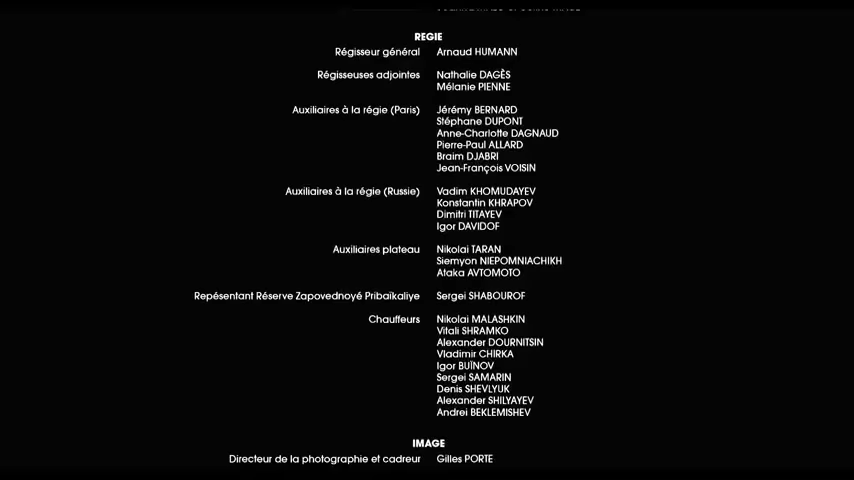 REGIE
Régisseur général Arnaud HUMANN
Régisseuses adjointes Nathalie DAGÈS
Mélanie PIENNE
Auxiliaires à la régie (Paris) Jérémy BERNARD
Stéphane DUPONT
Anne-Charlotte DAGNAUD
Pierre-Paul ALLARD
Braim DJABRI
Jean-François VOISIN
Auxiliaires à la régie (Russie) Vadim KHOMUDAYEV
Konstantin KHRAPOV
Dimitri TITAYEV
Igor DAVIDOF
Auxiliaires plateau Nikolai TARAN
Siemyon NIEPOMNIACHIKH
Ataka AVTOMOTO
Repésentant Réserve Zapovednoyé Pribaïkaliye Sergei SHABOUROF
Chauffeurs Nikolai MALASHKIN
Vitali SHRAMKO
Alexander DOURNITSIN
Vladimir CHIRKA
Igor BUÏNOV
Sergei SAMARIN
Denis SHEVLYUK
Alexander SHILYAYEV
Andrei BEKLEMISHEV
IMAGE
Directeur de la photographie et cadreur Gilles PORTE